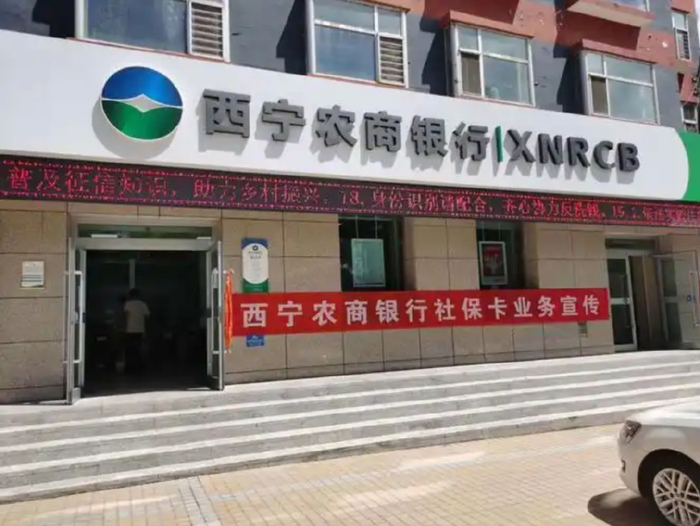 西宁农商银行 XNRCB
普及征信知识，助力乡村振兴、18.身份识别请配合，齐心协力反洗钱，15.
西宁农商银行社保卡业务宣传